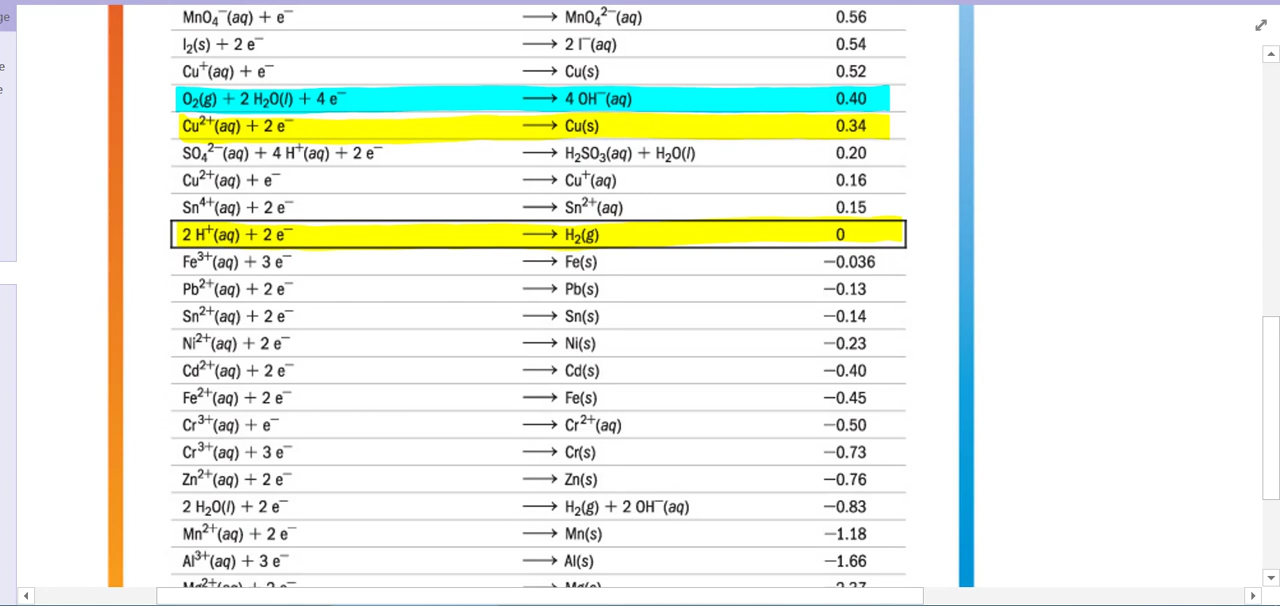 ge
e
e
MnO₄⁻(aq) + e⁻ ⟶ MnO₄²⁻(aq) 0.56
I₂(s) + 2 e⁻ ⟶ 2 I⁻(aq) 0.54
Cu⁺(aq) + e⁻ ⟶ Cu(s) 0.52
O₂(g) + 2 H₂O(l) + 4 e⁻ ⟶ 4 OH⁻(aq) 0.40
Cu²⁺(aq) + 2 e⁻ ⟶ Cu(s) 0.34
SO₄²⁻(aq) + 4 H⁺(aq) + 2 e⁻ ⟶ H₂SO₃(aq) + H₂O(l) 0.20
Cu²⁺(aq) + e⁻ ⟶ Cu⁺(aq) 0.16
Sn⁴⁺(aq) + 2 e⁻ ⟶ Sn²⁺(aq) 0.15
2 H⁺(aq) + 2 e⁻ ⟶ H₂(g) 0
Fe³⁺(aq) + 3 e⁻ ⟶ Fe(s) −0.036
Pb²⁺(aq) + 2 e⁻ ⟶ Pb(s) −0.13
Sn²⁺(aq) + 2 e⁻ ⟶ Sn(s) −0.14
Ni²⁺(aq) + 2 e⁻ ⟶ Ni(s) −0.23
Cd²⁺(aq) + 2 e⁻ ⟶ Cd(s) −0.40
Fe²⁺(aq) + 2 e⁻ ⟶ Fe(s) −0.45
Cr³⁺(aq) + e⁻ ⟶ Cr²⁺(aq) −0.50
Cr³⁺(aq) + 3 e⁻ ⟶ Cr(s) −0.73
Zn²⁺(aq) + 2 e⁻ ⟶ Zn(s) −0.76
2 H₂O(l) + 2 e⁻ ⟶ H₂(g) + 2 OH⁻(aq) −0.83
Mn²⁺(aq) + 2 e⁻ ⟶ Mn(s) −1.18
Al³⁺(aq) + 3 e⁻ ⟶ Al(s) −1.66